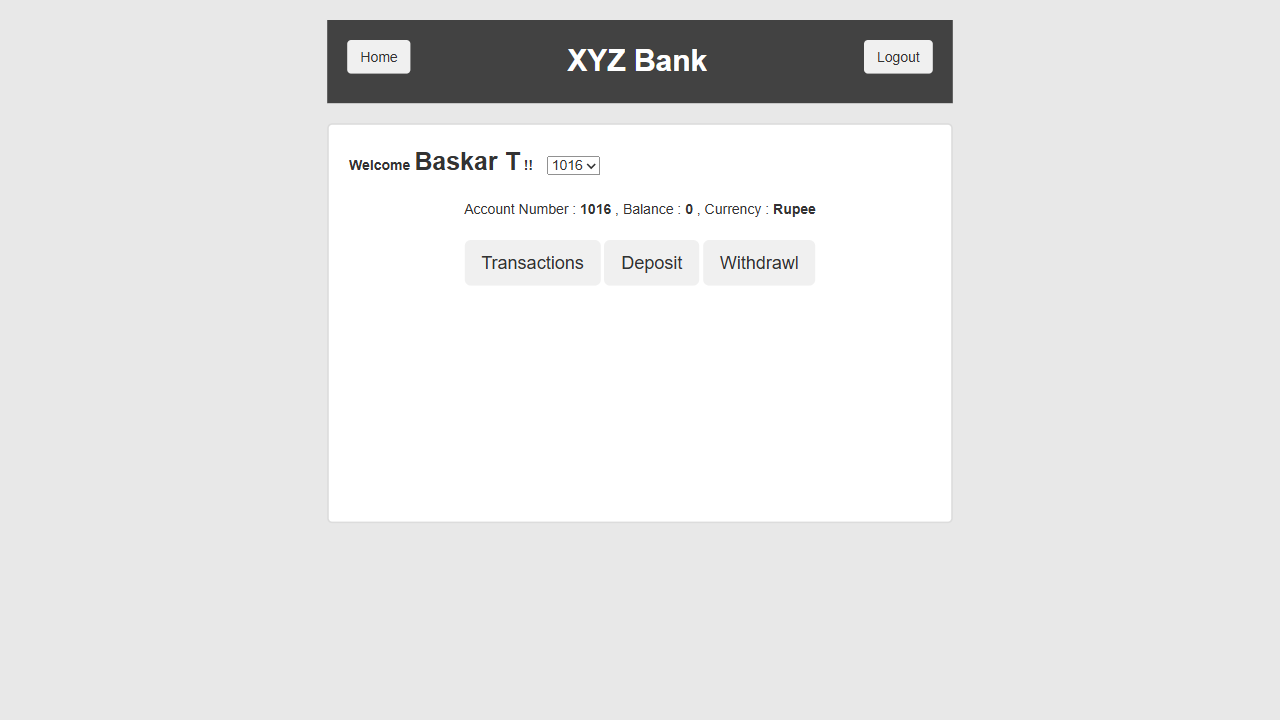 Home XYZ Bank Logout
Welcome Baskar T !! 1016
Account Number : 1016 , Balance : 0 , Currency : Rupee
Transactions Deposit Withdrawl